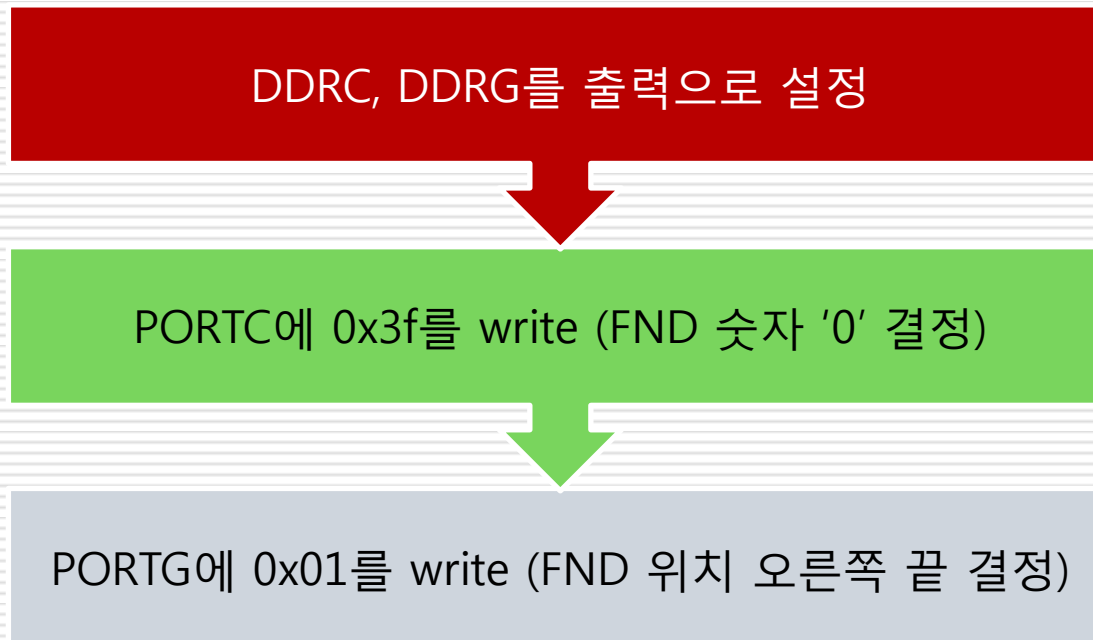 DDRC, DDRG를 출력으로 설정
PORTC에 0x3f를 write (FND 숫자 ‘0’ 결정)
PORTG에 0x01를 write (FND 위치 오른쪽 끝 결정)